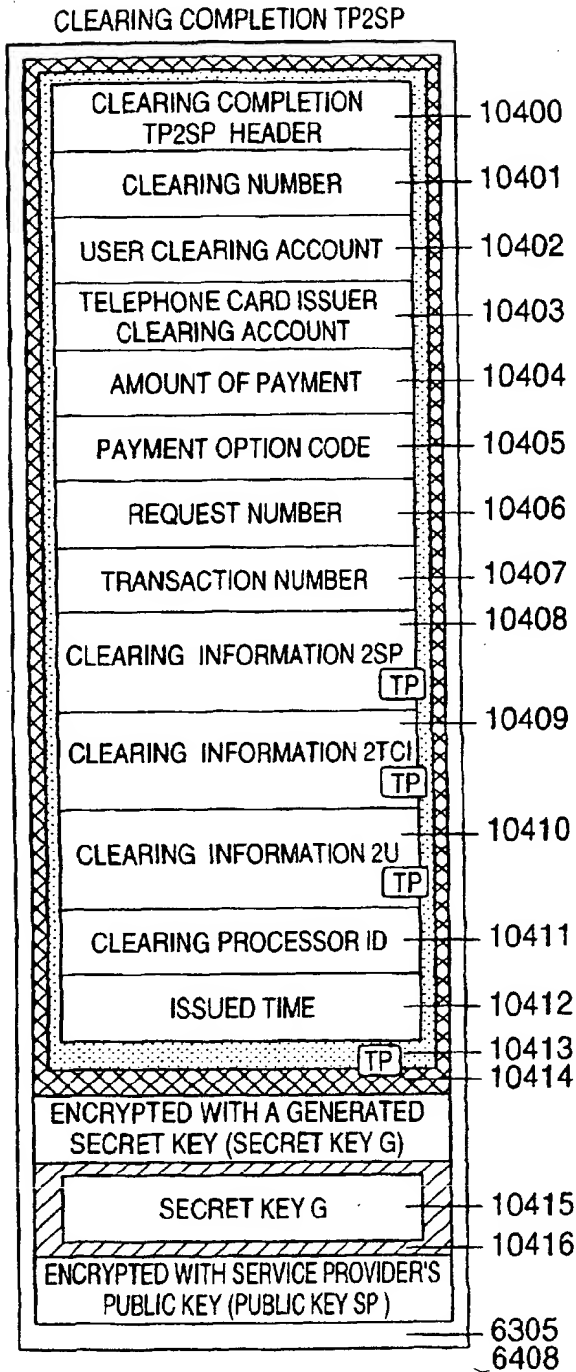 CLEARING COMPLETION TP2SP
CLEARING COMPLETION
TP2SP HEADER
10400
CLEARING NUMBER
10401
USER CLEARING ACCOUNT
10402
TELEPHONE CARD ISSUER
CLEARING ACCOUNT
10403
AMOUNT OF PAYMENT
10404
PAYMENT OPTION CODE
10405
REQUEST NUMBER
10406
TRANSACTION NUMBER
10407
10408
CLEARING INFORMATION 2SP
TP
10409
CLEARING INFORMATION 2TCI
TP
10410
CLEARING INFORMATION 2U
TP
CLEARING PROCESSOR ID
10411
ISSUED TIME
10412
10413
TP
10414
ENCRYPTED WITH A GENERATED
SECRET KEY (SECRET KEY G)
SECRET KEY G
10415
10416
ENCRYPTED WITH SERVICE PROVIDER'S
PUBLIC KEY (PUBLIC KEY SP)
6305
6408